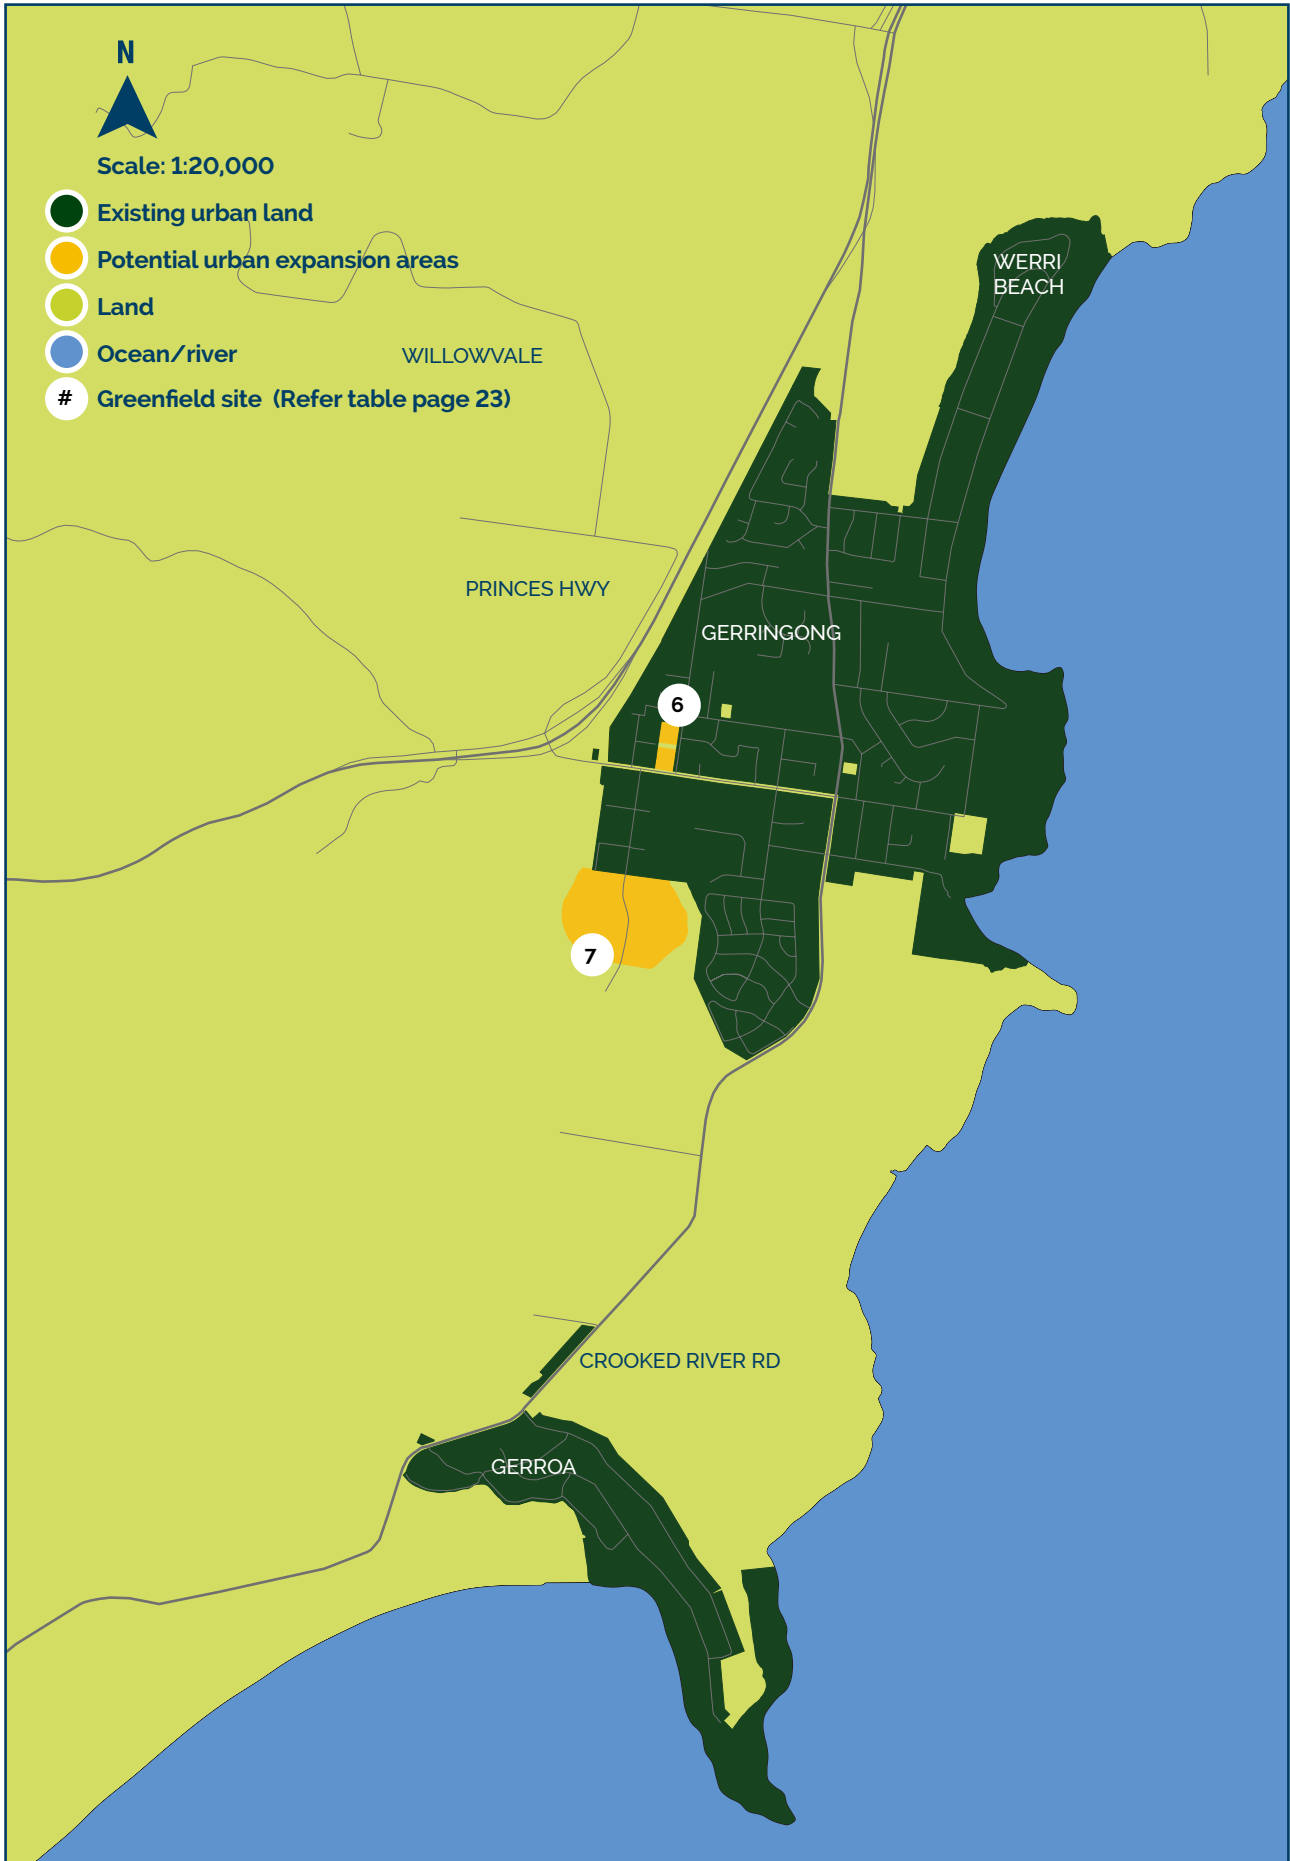 N
Scale: 1:20,000
Existing urban land
Potential urban expansion areas
Land
Ocean/river
# Greenfield site (Refer table page 23)
WILLOWVALE
WERRI
BEACH
PRINCES HWY
GERRINGONG
6
7
CROOKED RIVER RD
GERROA